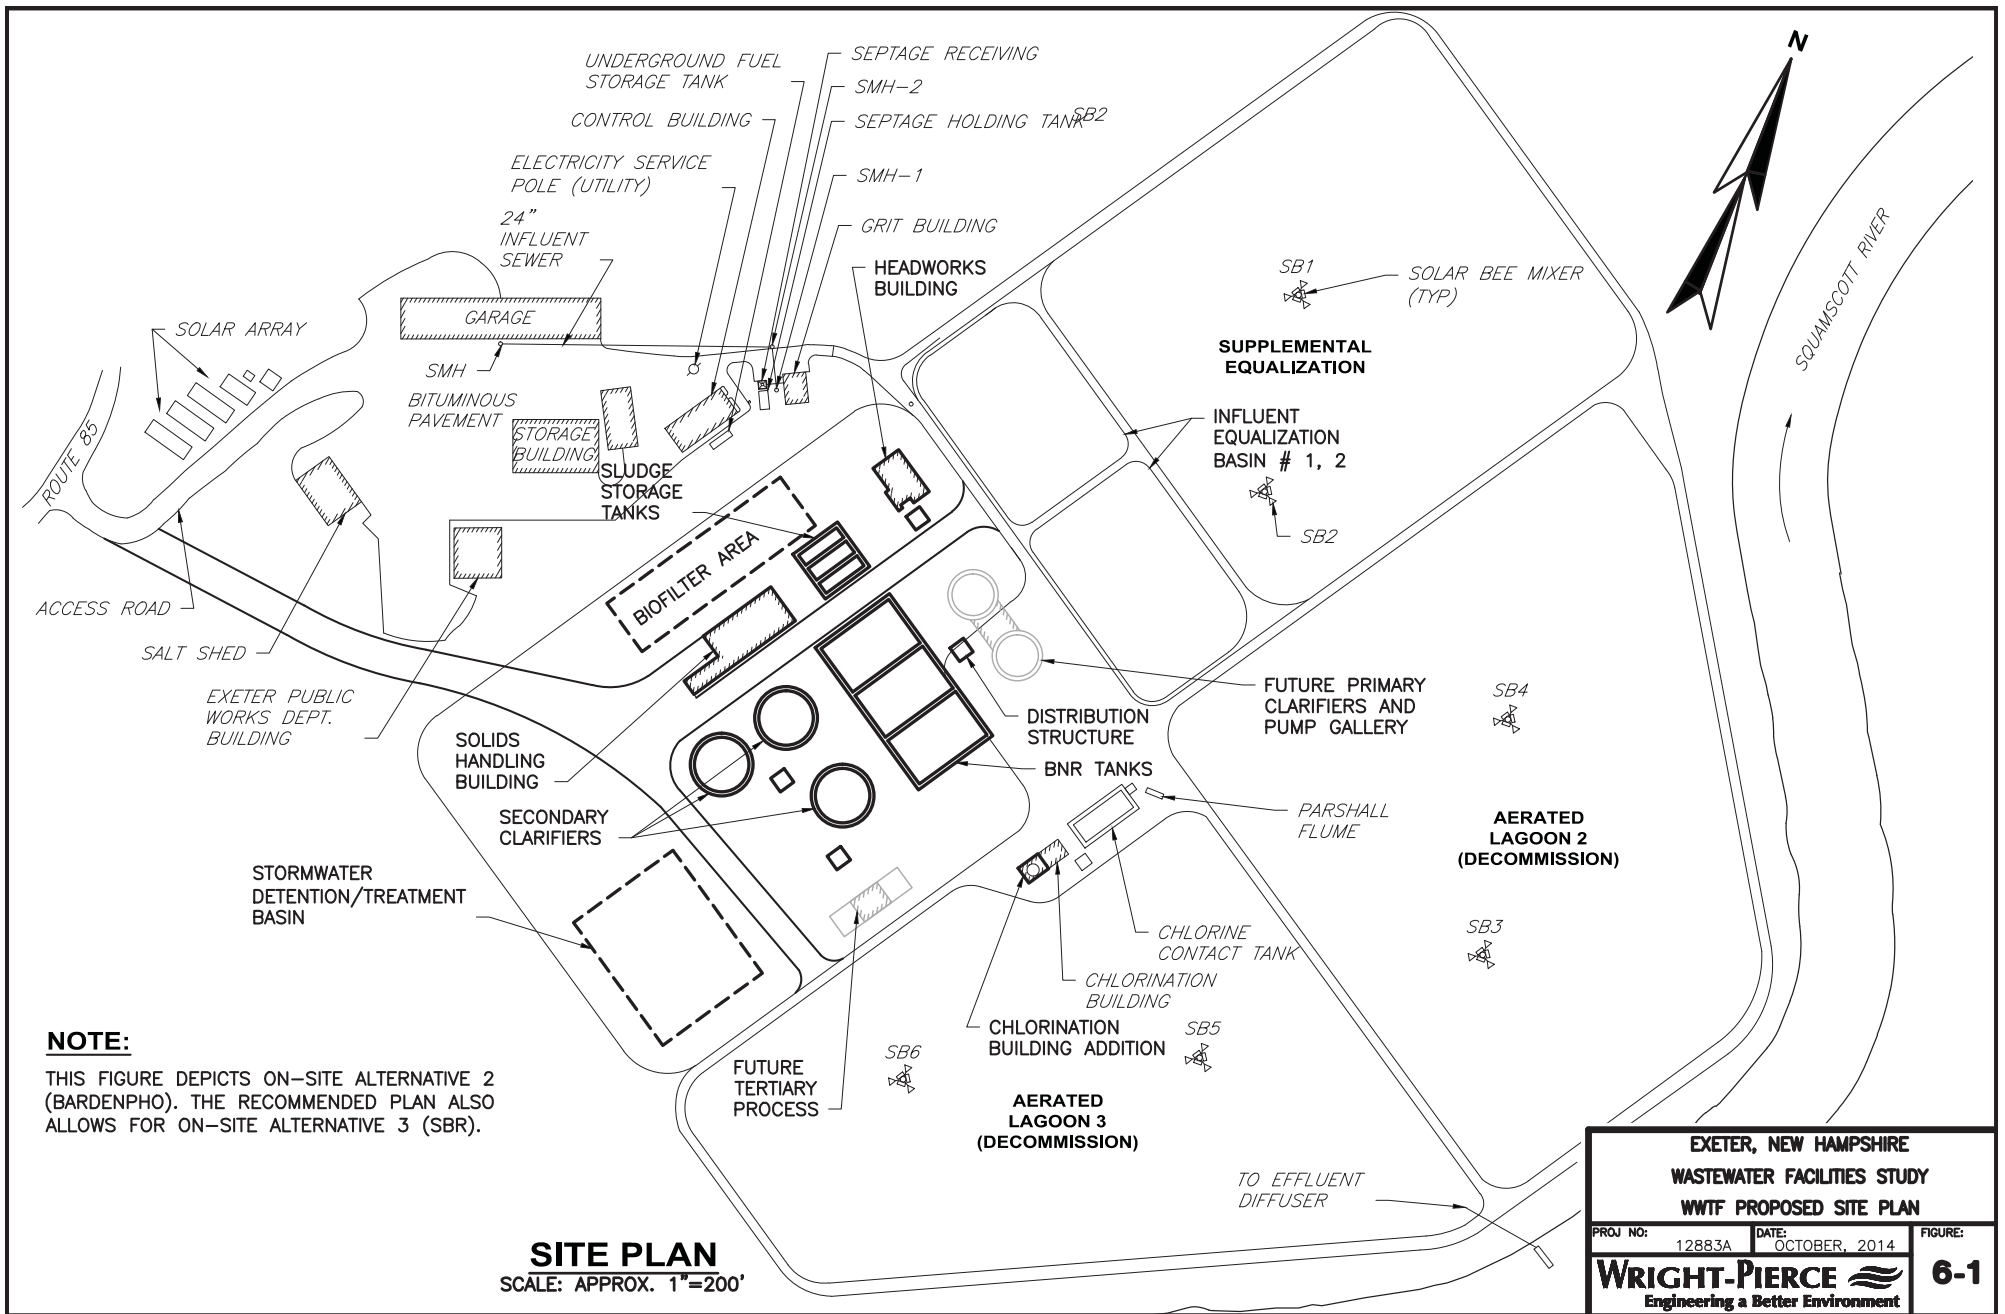 UNDERGROUND FUEL
STORAGE TANK
CONTROL BUILDING
ELECTRICITY SERVICE
POLE (UTILITY)
24"
INFLUENT
SEWER
SEPTAGE RECEIVING
SMH-2
SEPTAGE HOLDING TANK
SB2
SMH-1
GRIT BUILDING
HEADWORKS
BUILDING
N
SQUAMSCOTT RIVER
SB1
SOLAR BEE MIXER
(TYP)
SUPPLEMENTAL
EQUALIZATION
INFLUENT
EQUALIZATION
BASIN # 1, 2
SB2
SOLAR ARRAY
GARAGE
SMH
BITUMINOUS
PAVEMENT
STORAGE
BUILDING
SLUDGE
STORAGE
TANKS
ROUTE 85
BIOFILTER AREA
ACCESS ROAD
SALT SHED
EXETER PUBLIC
WORKS DEPT.
BUILDING
SOLIDS
HANDLING
BUILDING
SECONDARY
CLARIFIERS
STORMWATER
DETENTION/TREATMENT
BASIN
DISTRIBUTION
STRUCTURE
BNR TANKS
FUTURE PRIMARY
CLARIFIERS AND
PUMP GALLERY
SB4
PARSHALL
FLUME
AERATED
LAGOON 2
(DECOMMISSION)
SB3
CHLORINE
CONTACT TANK
CHLORINATION
BUILDING
CHLORINATION
BUILDING ADDITION
SB5
SB6
FUTURE
TERTIARY
PROCESS
AERATED
LAGOON 3
(DECOMMISSION)
TO EFFLUENT
DIFFUSER
NOTE:
THIS FIGURE DEPICTS ON-SITE ALTERNATIVE 2
(BARDENPHO). THE RECOMMENDED PLAN ALSO
ALLOWS FOR ON-SITE ALTERNATIVE 3 (SBR).
SITE PLAN
SCALE: APPROX. 1"=200'
EXETER, NEW HAMPSHIRE
WASTEWATER FACILITIES STUDY
WWTF PROPOSED SITE PLAN
PROJ NO: 12883A
DATE: OCTOBER, 2014
FIGURE:
6-1
WRIGHT-PIERCE
Engineering a Better Environment